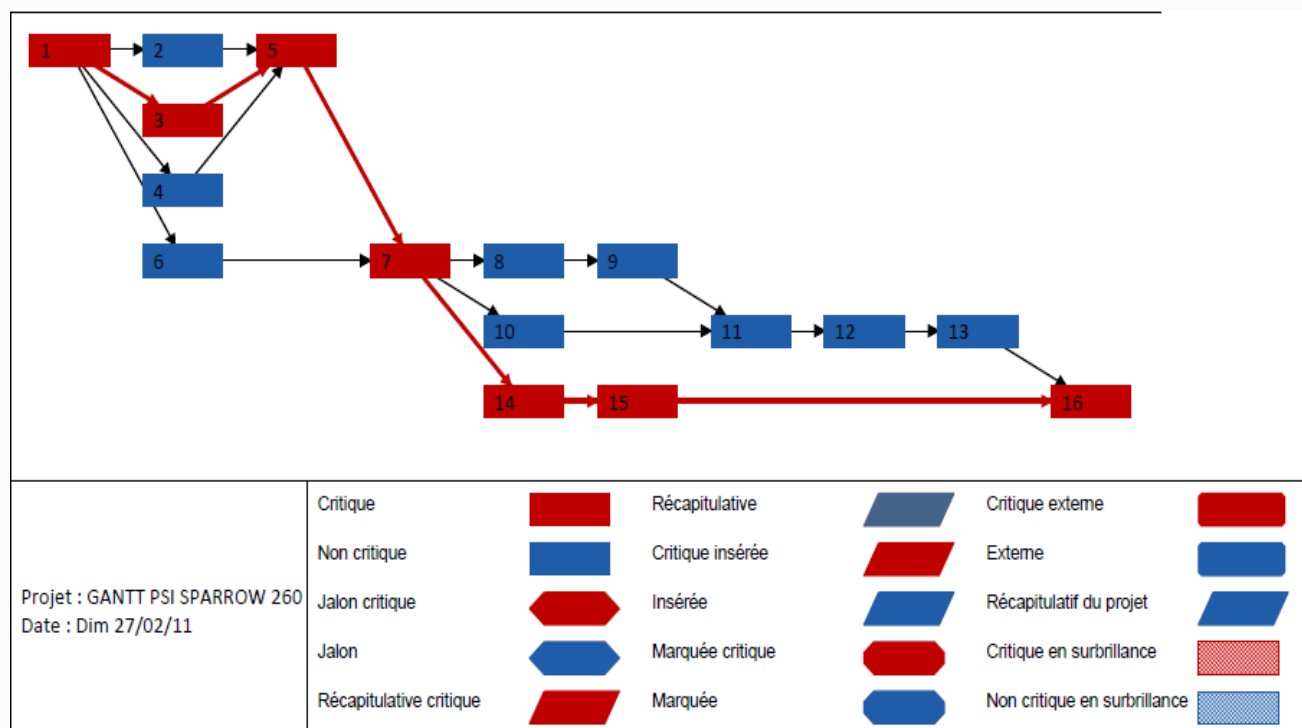 1 2 5
3
4
6 7 8 9
10 11 12 13
14 15 16
Projet : GANTT PSI SPARROW 260
Date : Dim 27/02/11
Critique
Non critique
Jalon critique
Jalon
Récapitulative critique
Récapitulative
Critique insérée
Insérée
Marquée critique
Marquée
Critique externe
Externe
Récapitulatif du projet
Critique en surbrillance
Non critique en surbrillance